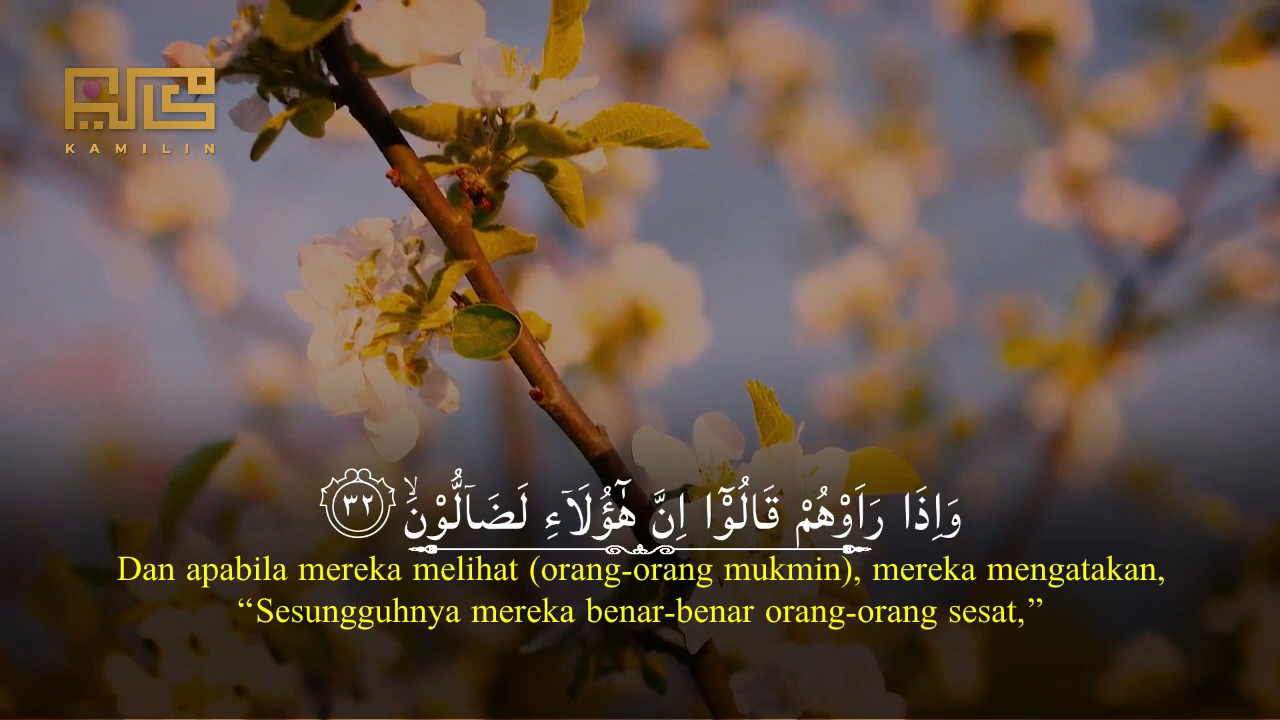 كاملين
KAMILIN
وَاِذَا رَاَوْهُمْ قَالُوْٓا اِنَّ هٰٓؤُلَاۤءِ لَضَاۤلُّوْنَۙ ٣٢
Dan apabila mereka melihat (orang-orang mukmin), mereka mengatakan,
“Sesungguhnya mereka benar-benar orang-orang sesat,”